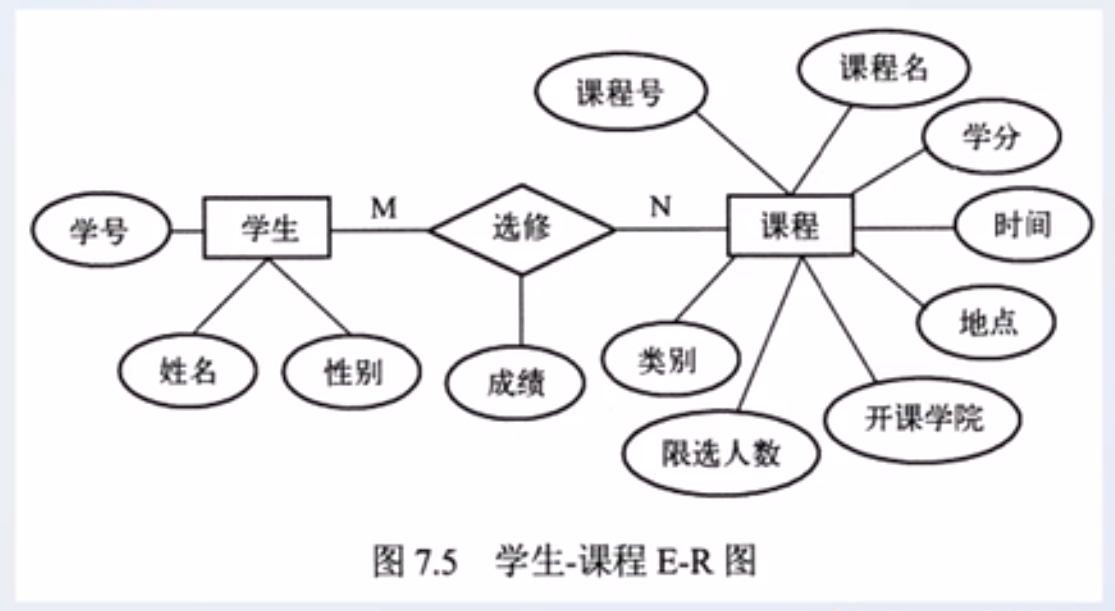 课程名
课程号
学分
学号
学生
M
选修
N
课程
时间
地点
姓名
性别
成绩
类别
限选人数
开课学院
图 7.5 学生-课程 E-R 图